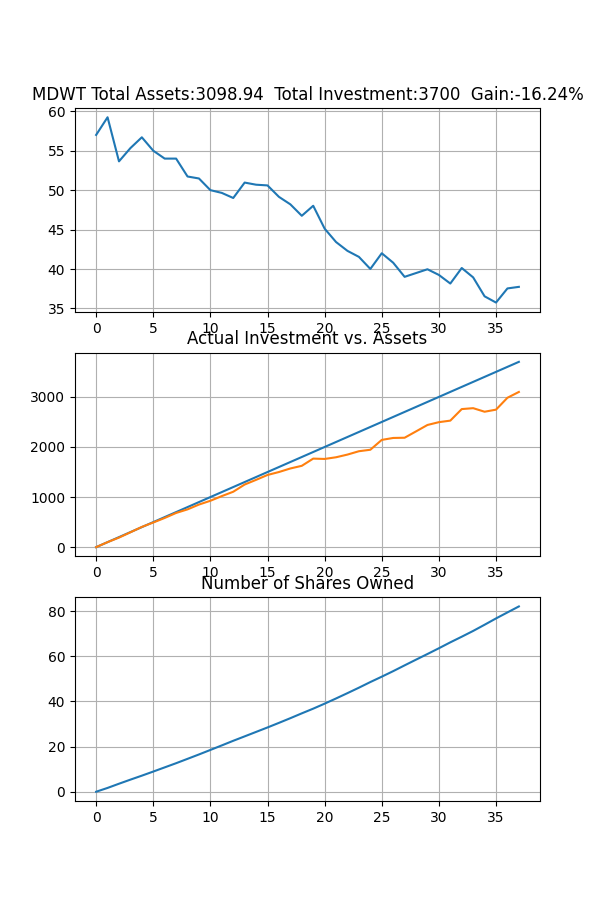 MDWT Total Assets:3098.94  Total Investment:3700  Gain:-16.24%
60
55
50
45
40
35
0 5 10 15 20 25 30 35
Actual Investment vs. Assets
3000
2000
1000
0
0 5 10 15 20 25 30 35
Number of Shares Owned
80
60
40
20
0
0 5 10 15 20 25 30 35